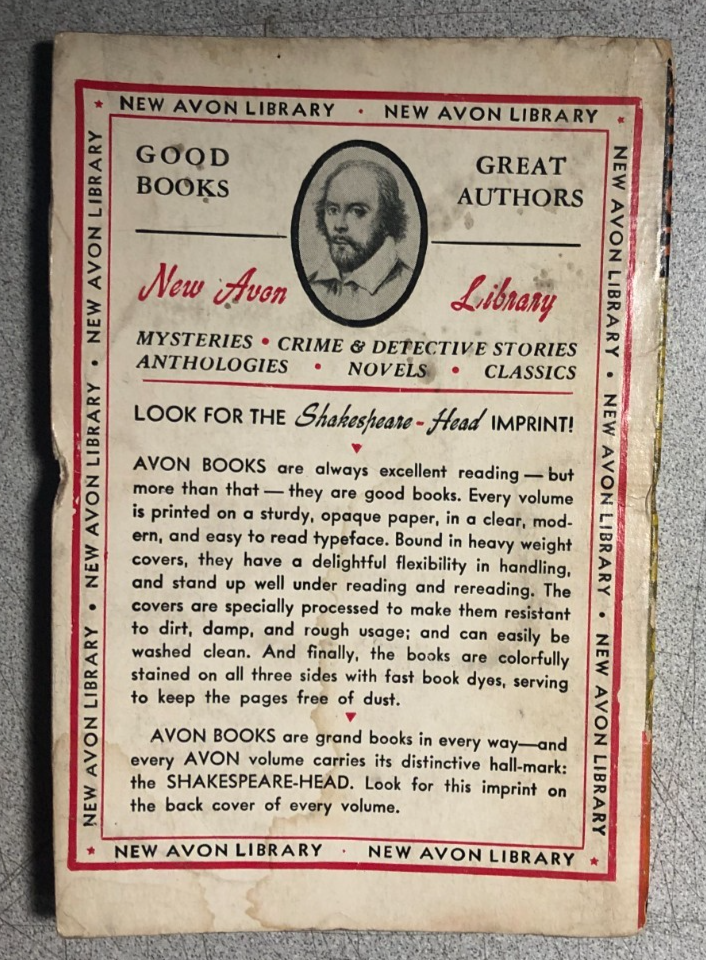 NEW AVON LIBRARY · NEW AVON LIBRARY
GOOD BOOKS
GREAT AUTHORS
New Avon Library
MYSTERIES • CRIME & DETECTIVE STORIES
ANTHOLOGIES • NOVELS • CLASSICS
LOOK FOR THE Shakespeare-Head IMPRINT!
AVON BOOKS are always excellent reading — but
more than that — they are good books. Every volume
is printed on a sturdy, opaque paper, in a clear, mod-
ern, and easy to read typeface. Bound in heavy weight
covers, they have a delightful flexibility in handling,
and stand up well under reading and rereading. The
covers are specially processed to make them resistant
to dirt, damp, and rough usage; and can easily be
washed clean. And finally, the books are colorfully
stained on all three sides with fast book dyes, serving
to keep the pages free of dust.
AVON BOOKS are grand books in every way—and
every AVON volume carries its distinctive hall-mark:
the SHAKESPEARE-HEAD. Look for this imprint on
the back cover of every volume.
NEW AVON LIBRARY · NEW AVON LIBRARY
NEW AVON LIBRARY • NEW AVON LIBRARY • NEW AVON LIBRARY
NEW AVON LIBRARY • NEW AVON LIBRARY • NEW AVON LIBRARY